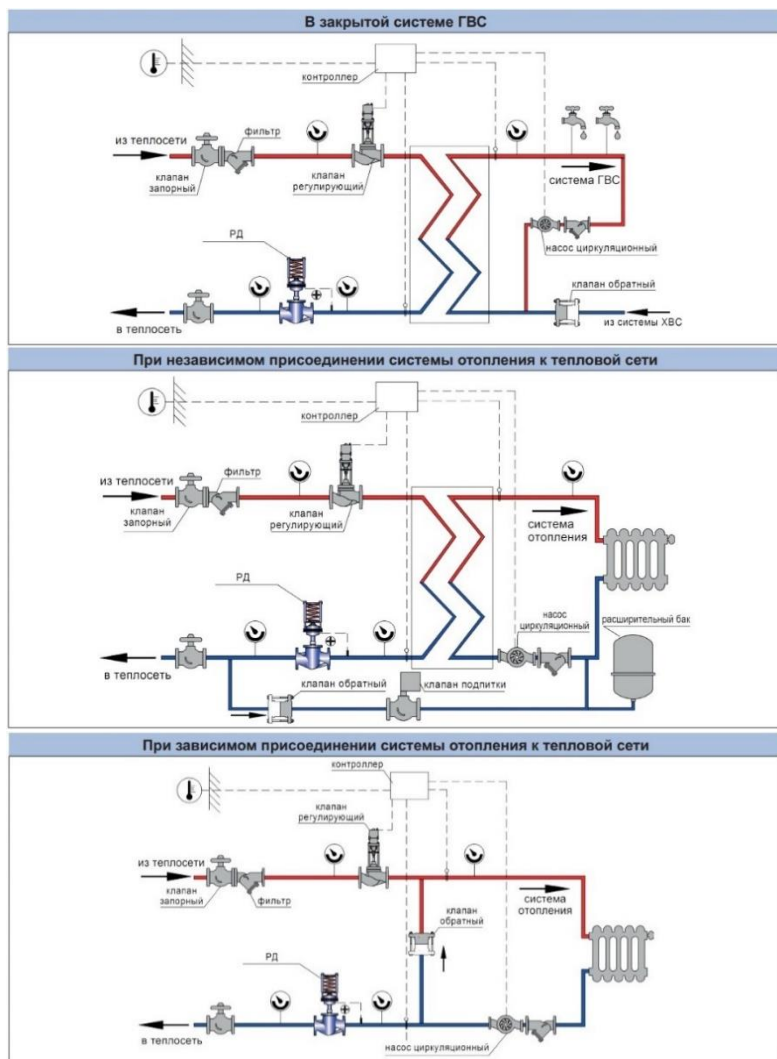 В закрытой системе ГВС
контроллер
из теплосети
фильтр
клапан
запорный
клапан
регулирующий
система ГВС
насос циркуляционный
РД
клапан обратный
в теплосеть
из системы ХВС
При независимом присоединении системы отопления к тепловой сети
контроллер
из теплосети
фильтр
клапан
запорный
клапан
регулирующий
система
отопления
РД
насос
циркуляционный
расширительный бак
в теплосеть
клапан обратный
клапан подпитки
При зависимом присоединении системы отопления к тепловой сети
контроллер
клапан
регулирующий
из теплосети
клапан
запорный
фильтр
система
отопления
клапан
обратный
РД
в теплосеть
насос циркуляционный